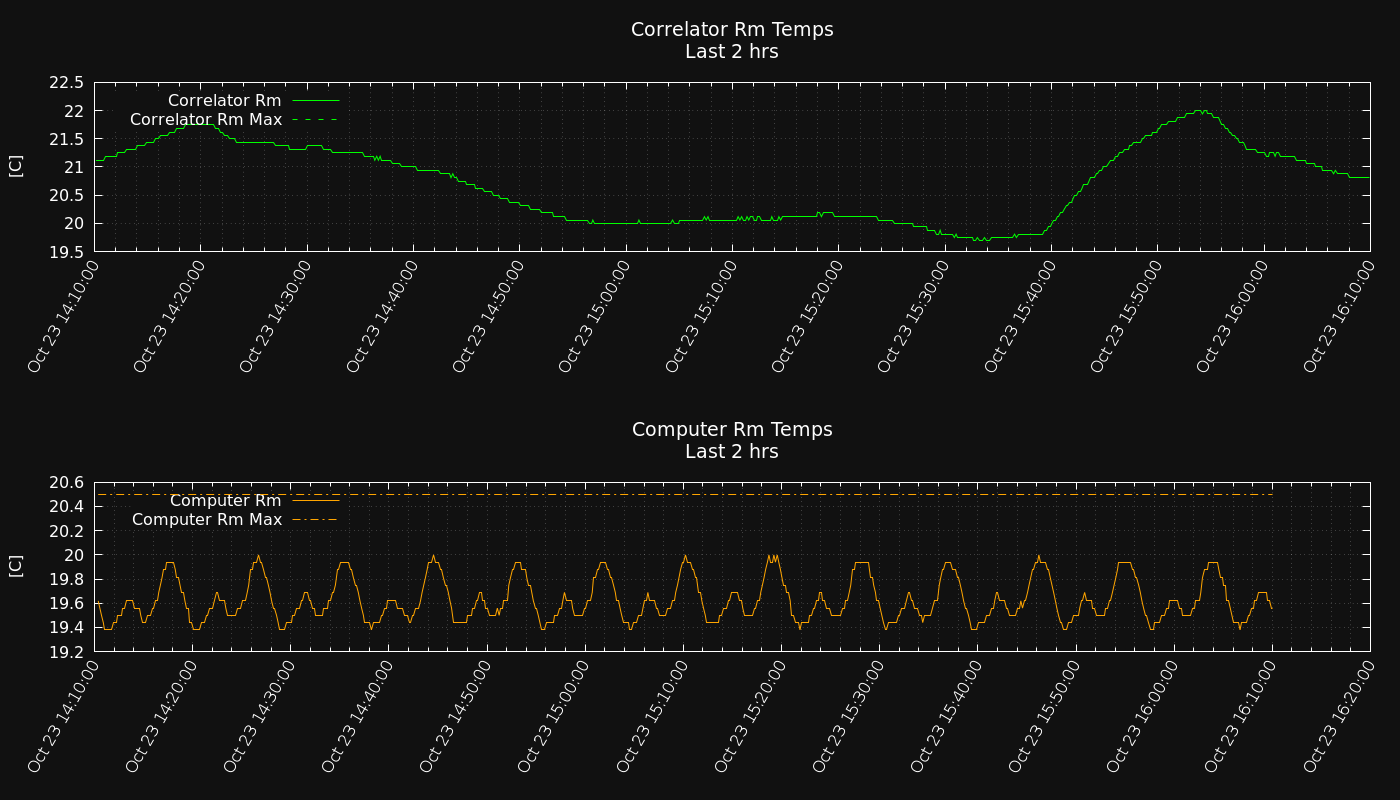 Correlator Rm Temps
Last 2 hrs
22.5
22
21.5
21
20.5
20
19.5
[C]
Correlator Rm
Correlator Rm Max
Oct 23 14:10:00
Oct 23 14:20:00
Oct 23 14:30:00
Oct 23 14:40:00
Oct 23 14:50:00
Oct 23 15:00:00
Oct 23 15:10:00
Oct 23 15:20:00
Oct 23 15:30:00
Oct 23 15:40:00
Oct 23 15:50:00
Oct 23 16:00:00
Oct 23 16:10:00
Computer Rm Temps
Last 2 hrs
20.6
20.4
20.2
20
19.8
19.6
19.4
19.2
[C]
Computer Rm
Computer Rm Max
Oct 23 14:10:00
Oct 23 14:20:00
Oct 23 14:30:00
Oct 23 14:40:00
Oct 23 14:50:00
Oct 23 15:00:00
Oct 23 15:10:00
Oct 23 15:20:00
Oct 23 15:30:00
Oct 23 15:40:00
Oct 23 15:50:00
Oct 23 16:00:00
Oct 23 16:10:00
Oct 23 16:20:00